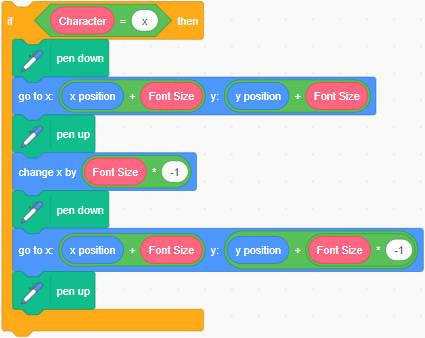 if Character = x then
pen down
go to x: x position + Font Size y: y position + Font Size
pen up
change x by Font Size * -1
pen down
go to x: x position + Font Size y: y position + Font Size * -1
pen up